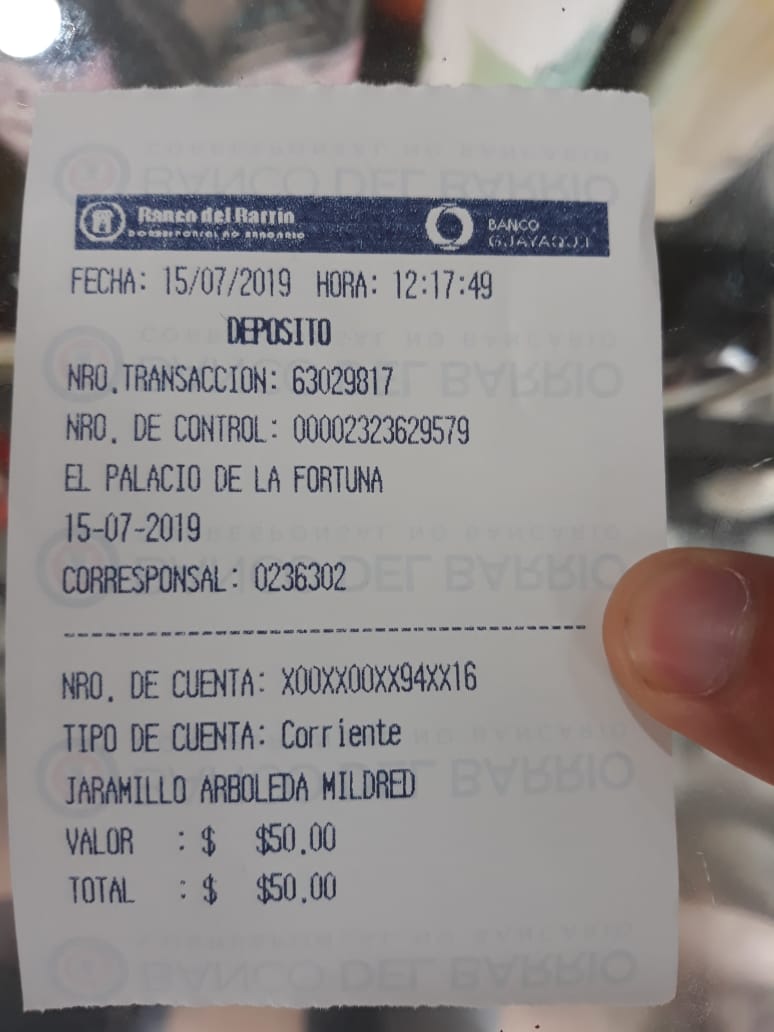 Banco del Barrio
CORRESPONSAL NO BANCARIO
BANCO
GUAYAQUIL
FECHA: 15/07/2019 HORA: 12:17:49
DEPOSITO
NRO.TRANSACCION: 63029817
NRO. DE CONTROL: 00002323629579
EL PALACIO DE LA FORTUNA
15-07-2019
CORRESPONSAL: 0236302
NRO. DE CUENTA: X00XX00XX94XX16
TIPO DE CUENTA: Corriente
JARAMILLO ARBOLEDA MILDRED
VALOR : $ $50.00
TOTAL : $ $50.00